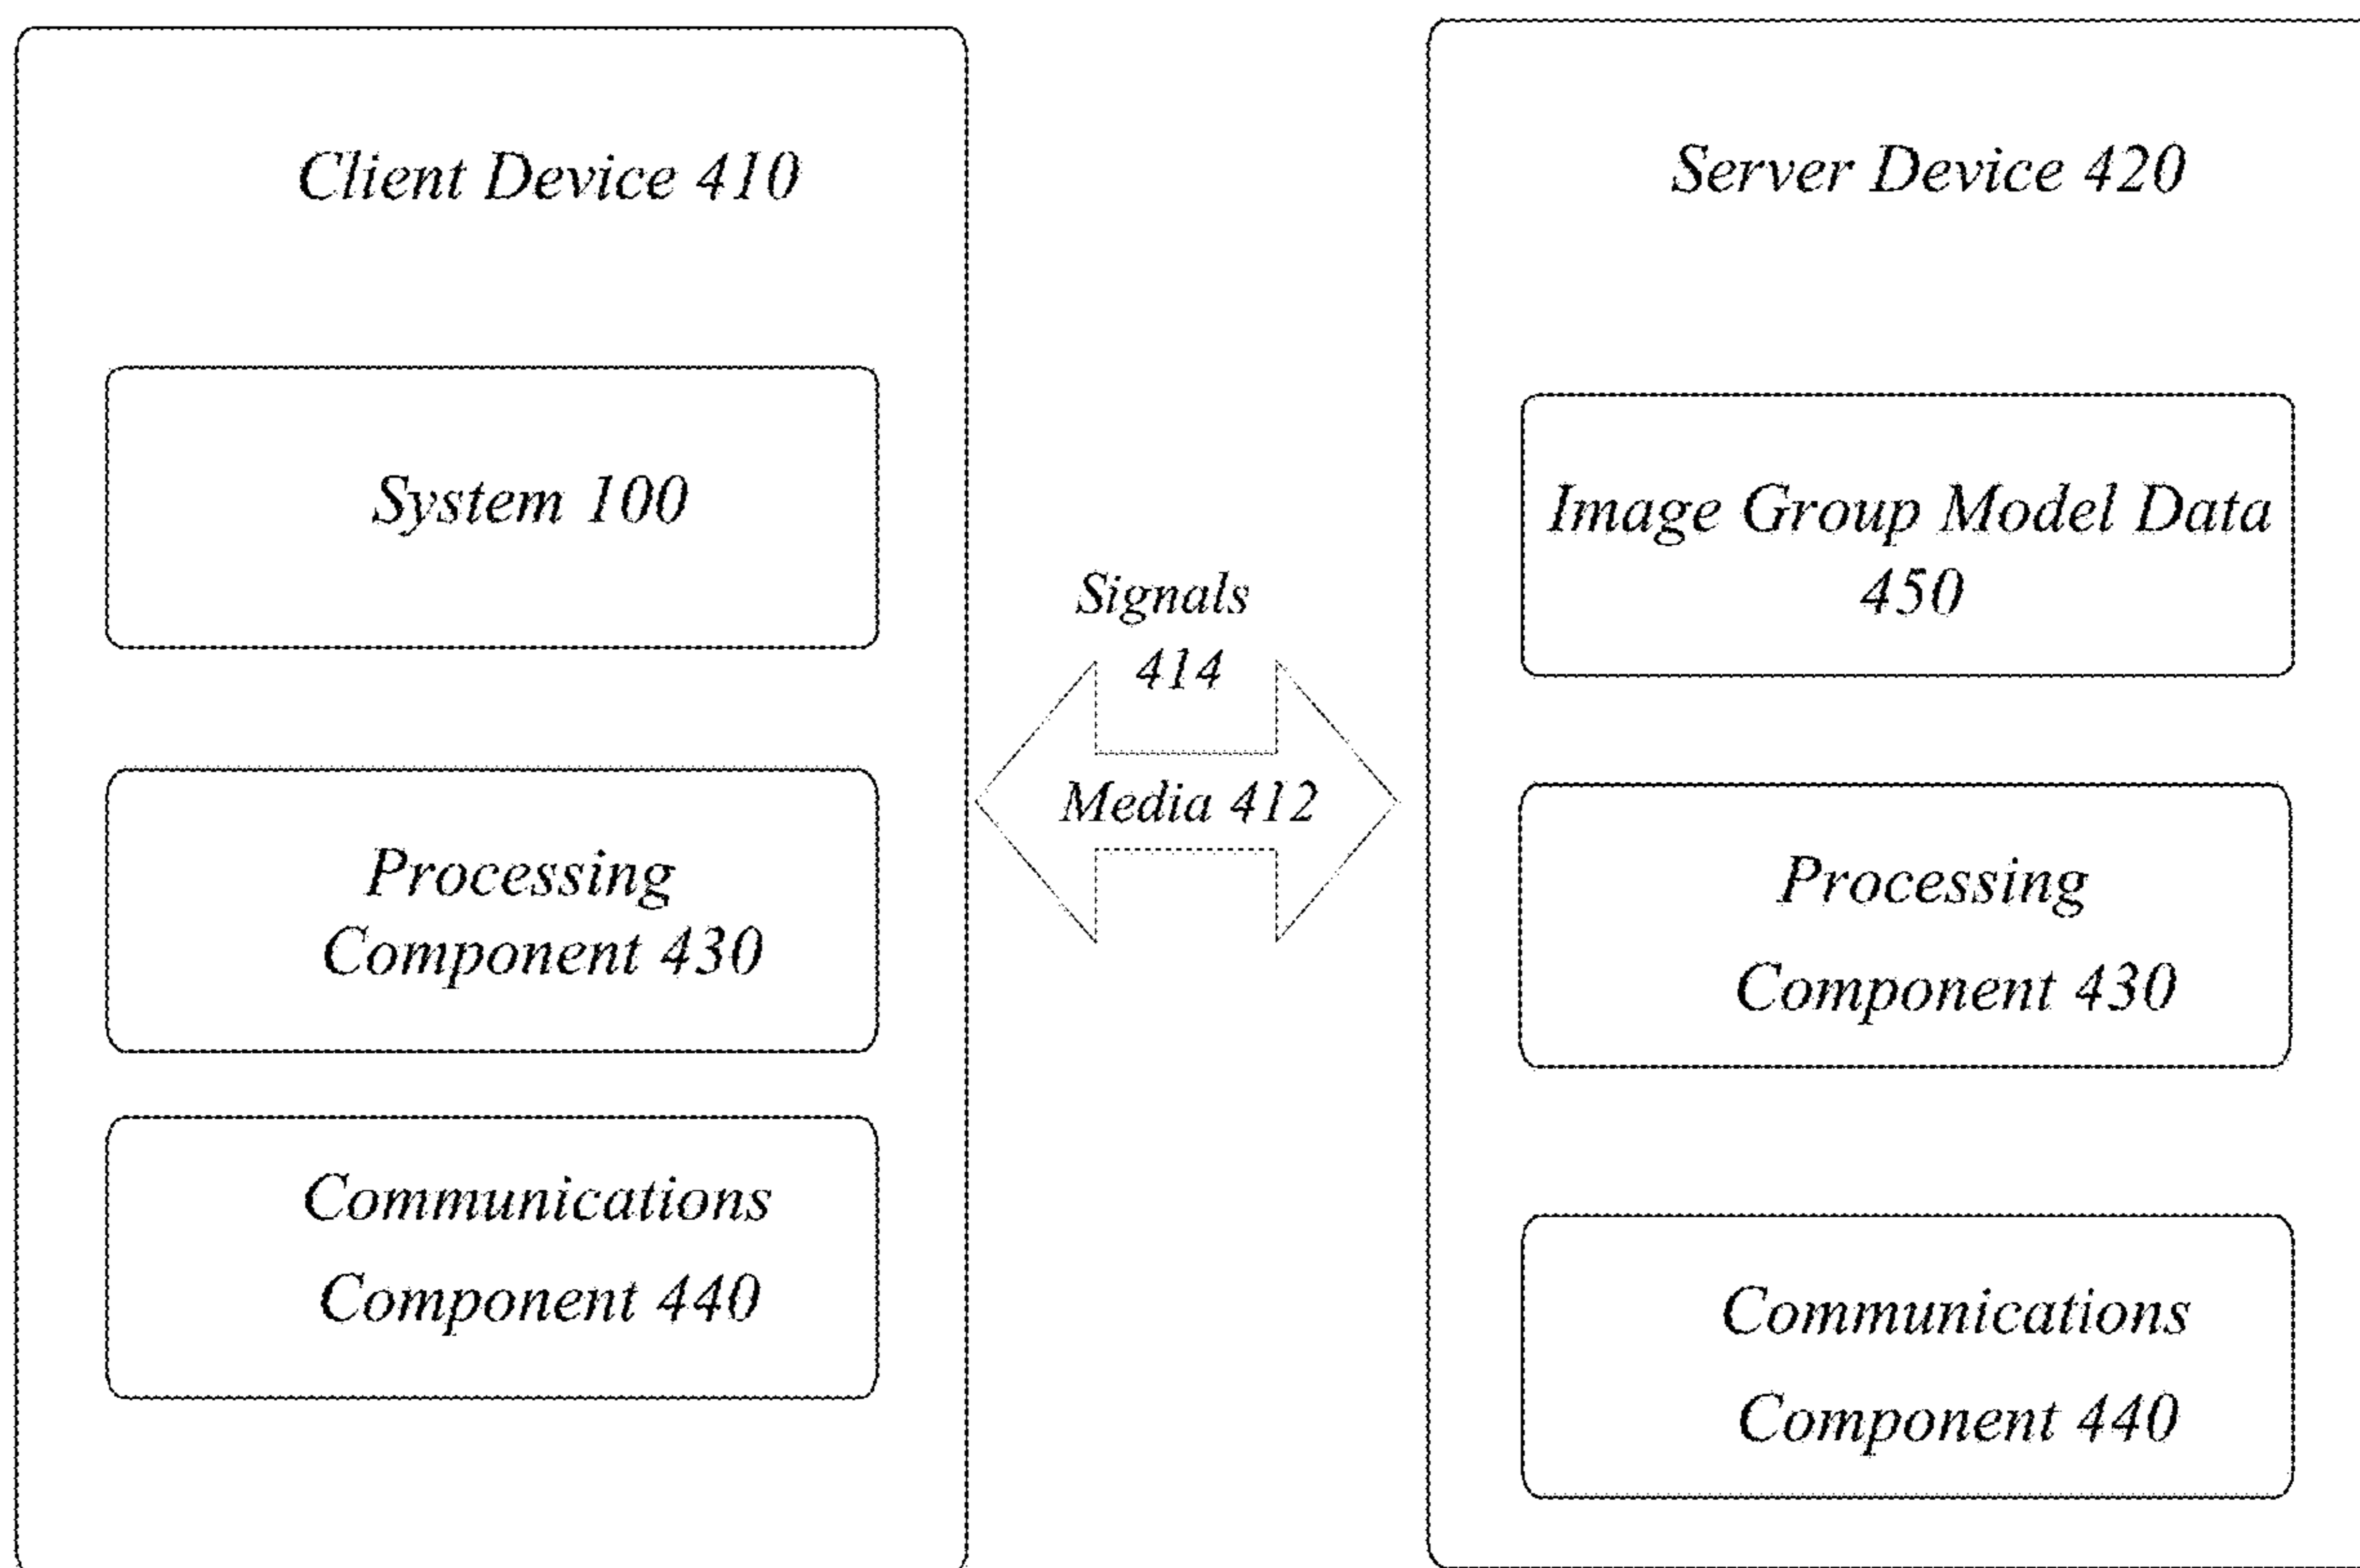 Client Device 410
System 100
Processing
Component 430
Communications
Component 440
Signals
414
Media 412
Server Device 420
Image Group Model Data
450
Processing
Component 430
Communications
Component 440